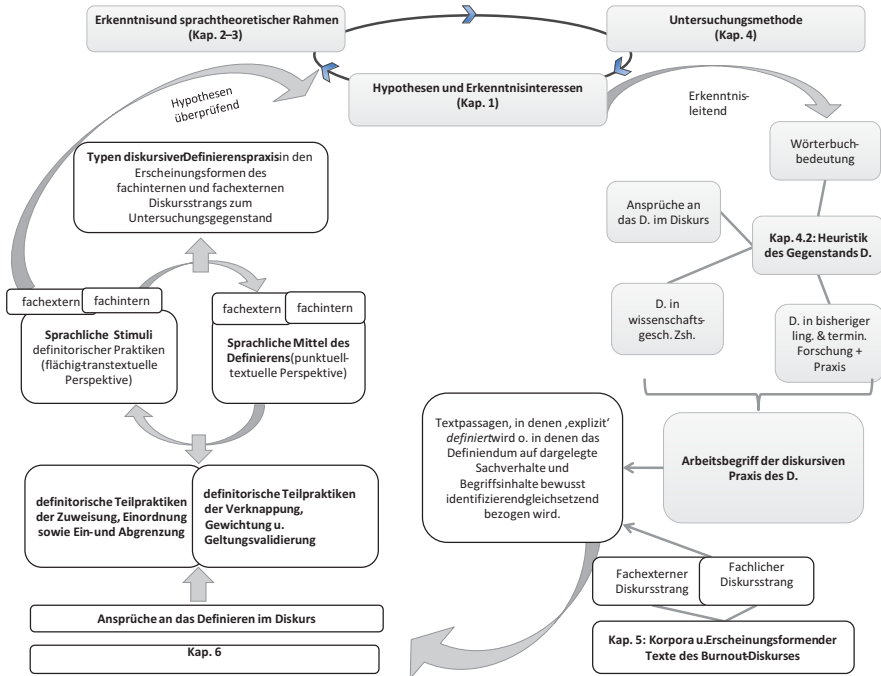 Erkenntnis-und sprachtheoretischer Rahmen
(Kap. 2–3)
Untersuchungsmethode
(Kap. 4)
Hypothesen und Erkenntnisinteressen
(Kap. 1)
Hypothesen
überprüfend
Erkenntnis-
leitend
Typen diskursiverDefinierenspraxisin den
Erscheinungsformen des
fachinternen und fachexternen
Diskursstrangs zum
Untersuchungsgegenstand
Wörterbuch-
bedeutung
Ansprüche an
das D. im Diskurs
Kap. 4.2: Heuristik
des Gegenstands D.
D. in
wissenschafts-
gesch. Zsh.
D. in bisheriger
ling. & termin.
Forschung +
Praxis
fachextern
fachintern
Sprachliche Stimuli
definitorischer Praktiken
(flächig-transtextuelle
Perspektive)
fachextern
fachintern
Sprachliche Mittel des
Definierens(punktuell-
textuelle Perspektive)
Textpassagen, in denen ‚explizit‘
definiertwird o. in denen das
Definiendum auf dargelegte
Sachverhalte und
Begriffsinhalte bewusst
identifizierend-gleichsetzend
bezogen wird.
Arbeitsbegriff der diskursiven
Praxis des D.
definitorische Teilpraktiken
der Zuweisung, Einordnung
sowie Ein-und Abgrenzung
definitorische Teilpraktiken
der Verknappung,
Gewichtung u.
Geltungsvalidierung
Fachexterner
Diskursstrang
Fachlicher
Diskursstrang
Ansprüche an das Definieren im Diskurs
Kap. 6
Kap. 5: Korpora u.Erscheinungsformender
Texte des Burnout-Diskurses